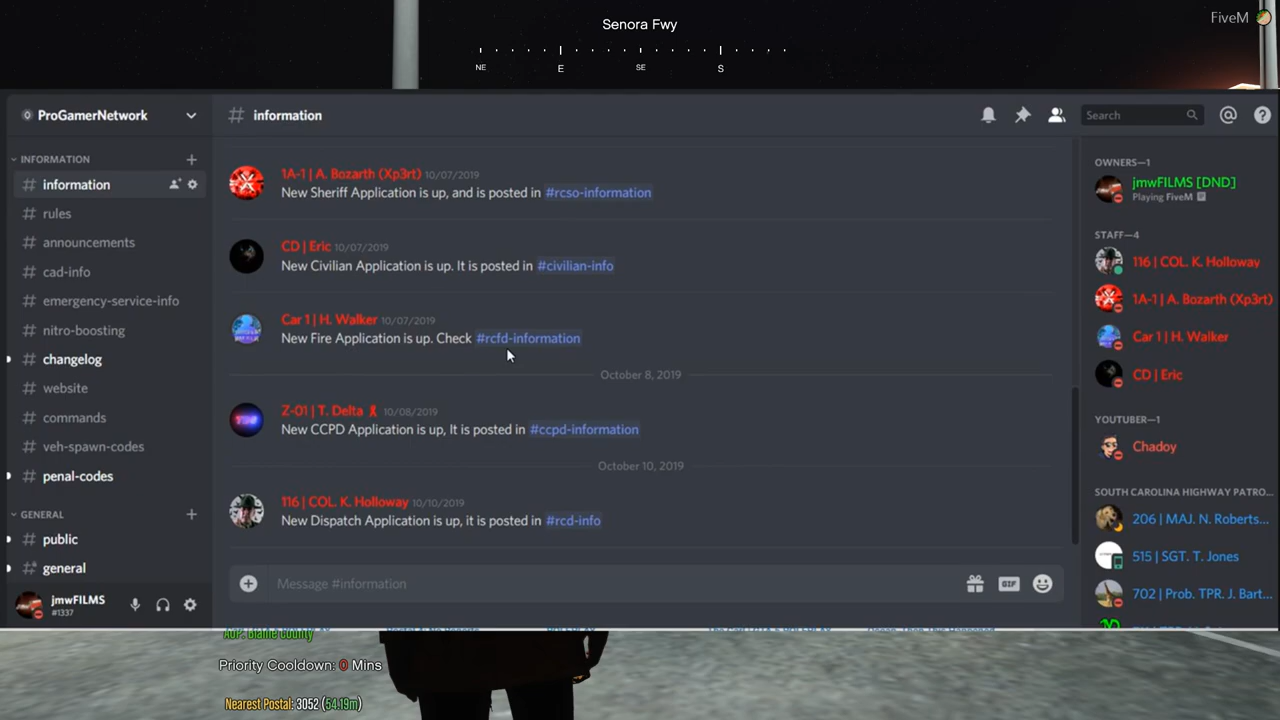 Senora Fwy
FiveM
NE E SE S
ProGamerNetwork
# information
Search
INFORMATION
# information
# rules
# announcements
# cad-info
# emergency-service-info
# nitro-boosting
# changelog
# website
# commands
# veh-spawn-codes
# penal-codes
GENERAL
# public
# general
jmwFILMS
#1337
1A-1 | A. Bozarth (Xp3rt) 10/07/2019
New Sheriff Application is up, and is posted in #rcso-information
CD | Eric 10/07/2019
New Civilian Application is up. It is posted in #civilian-info
Car 1 | H. Walker 10/07/2019
New Fire Application is up. Check #rcfd-information
October 8, 2019
Z-01 | T. Delta 10/08/2019
New CCPD Application is up, It is posted in #ccpd-information
October 10, 2019
116 | COL. K. Holloway 10/10/2019
New Dispatch Application is up, it is posted in #rcd-info
Message #information
GIF
OWNERS—1
jmwFILMS [DND]
Playing FiveM
STAFF—4
116 | COL. K. Holloway
1A-1 | A. Bozarth (Xp3rt)
Car 1 | H. Walker
CD | Eric
YOUTUBER—1
Chadoy
SOUTH CAROLINA HIGHWAY PATRO...
206 | MAJ. N. Roberts...
515 | SGT. T. Jones
702 | Prob. TPR. J. Bart...
AoP: Blaine County
Priority Cooldown: 0 Mins
Nearest Postal: 3052 (54.19m)